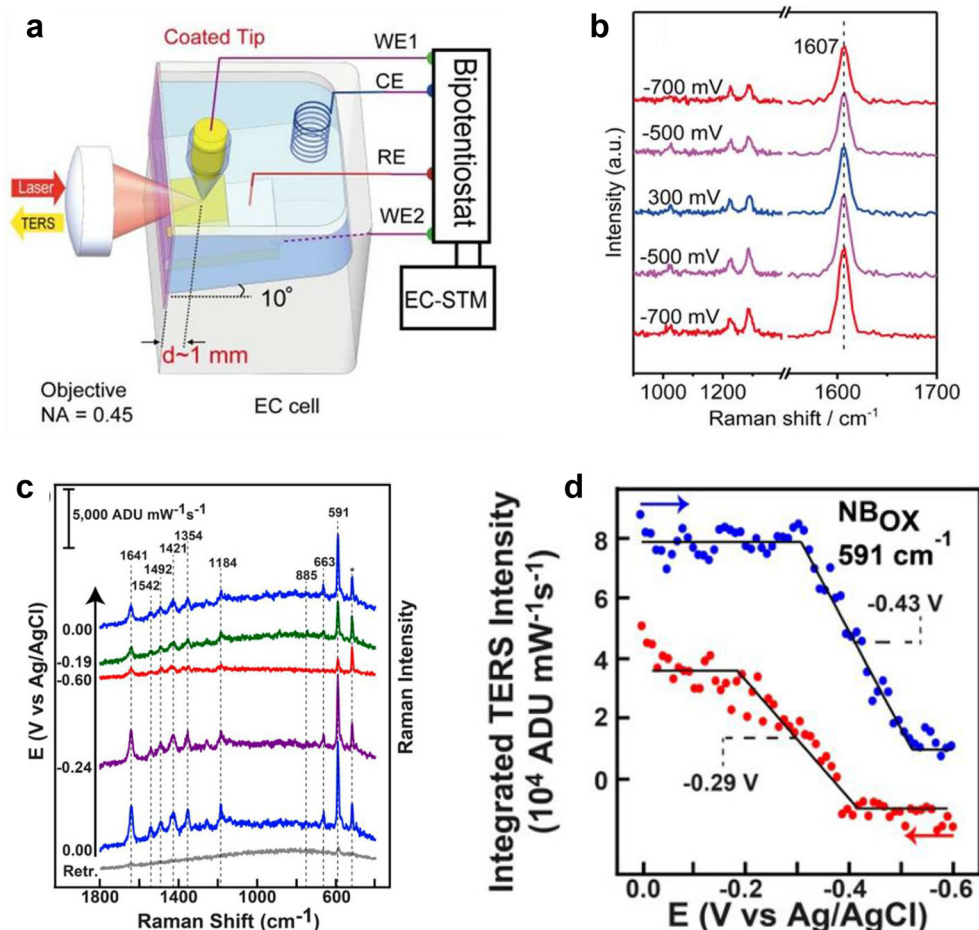 a
Coated Tip
WE1
CE
RE
WE2
Bipotentiostat
EC-STM
Laser
TERS
10°
d~1 mm
Objective
NA = 0.45
EC cell
b
1607
-700 mV
-500 mV
300 mV
-500 mV
-700 mV
Intensity (a.u.)
1000 1200 1600 1700
Raman shift / cm⁻¹
c
5,000 ADU mW⁻¹s⁻¹
1641
1542
1492
1421
1354
1184
885
663
591
*
0.00
-0.19
-0.60
-0.24
0.00
Retr.
E (V vs Ag/AgCl)
Raman Intensity
1800 1400 1000 600
Raman Shift (cm⁻¹)
d
NBOX
591 cm⁻¹
-0.43 V
-0.29 V
8
6
4
2
0
Integrated TERS Intensity
(10⁴ ADU mW⁻¹s⁻¹)
0.0 -0.2 -0.4 -0.6
E (V vs Ag/AgCl)